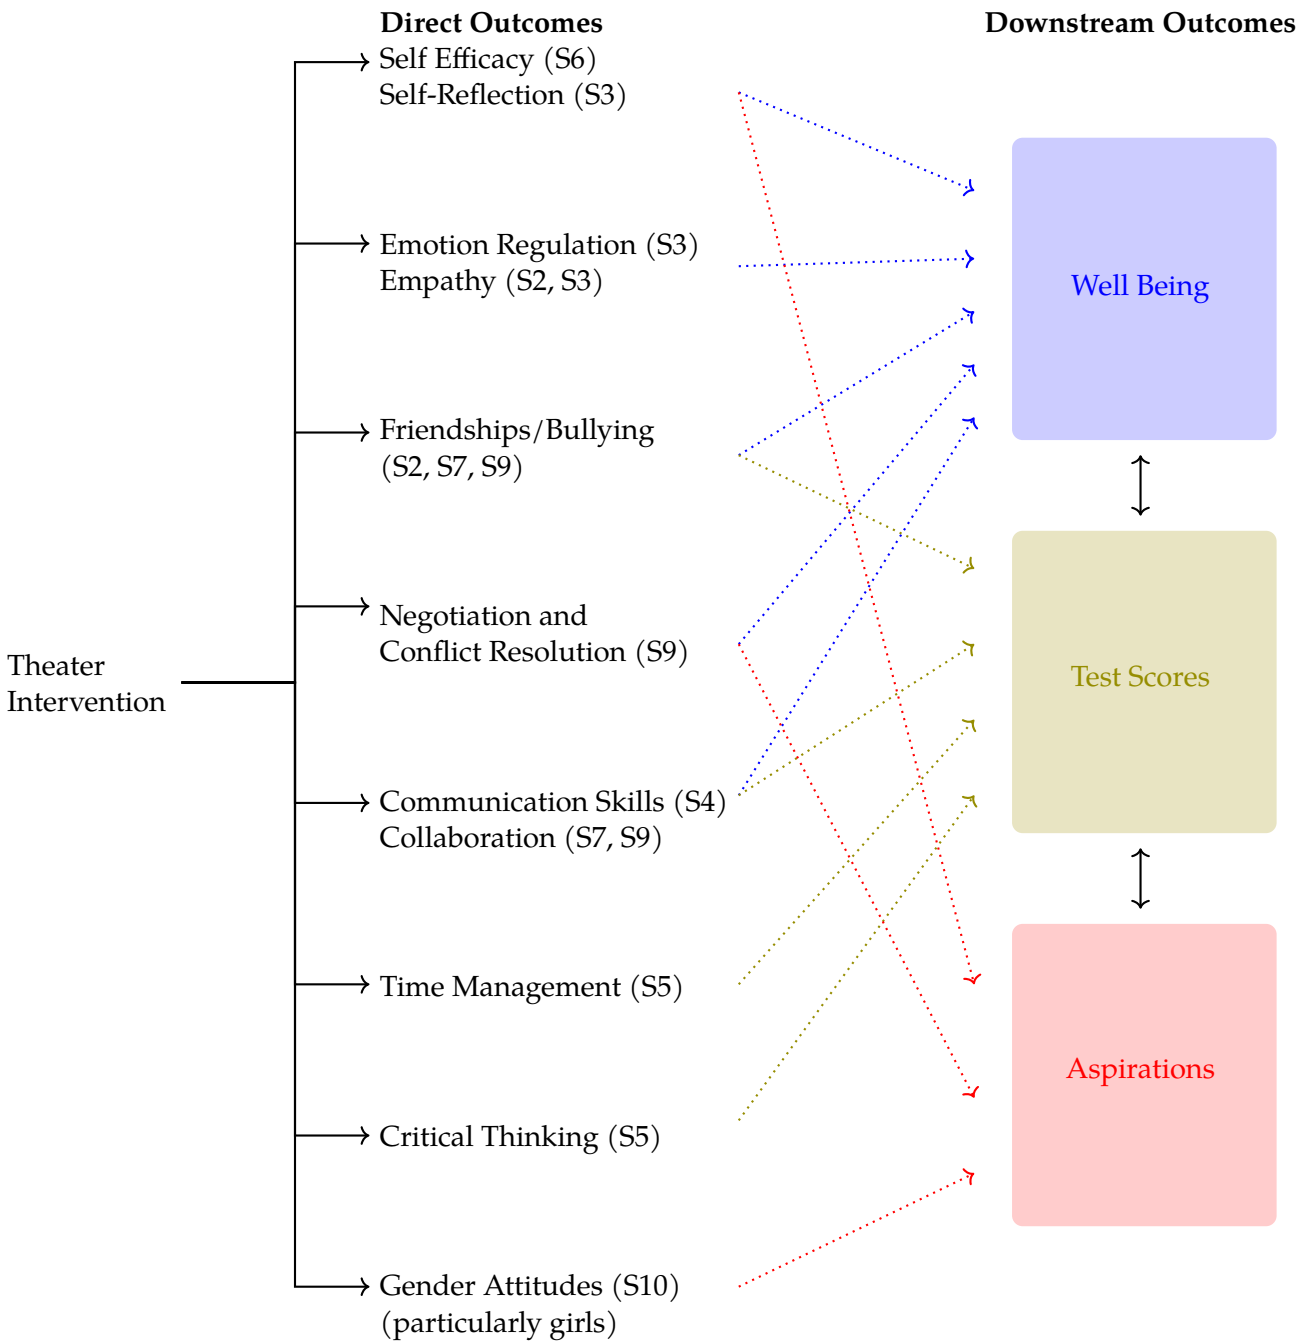 Direct Outcomes
Downstream Outcomes
Self Efficacy (S6)
Self-Reflection (S3)
Emotion Regulation (S3)
Empathy (S2, S3)
Well Being
Friendships/Bullying
(S2, S7, S9)
Negotiation and
Conflict Resolution (S9)
Theater
Intervention
Test Scores
Communication Skills (S4)
Collaboration (S7, S9)
Time Management (S5)
Aspirations
Critical Thinking (S5)
Gender Attitudes (S10)
(particularly girls)